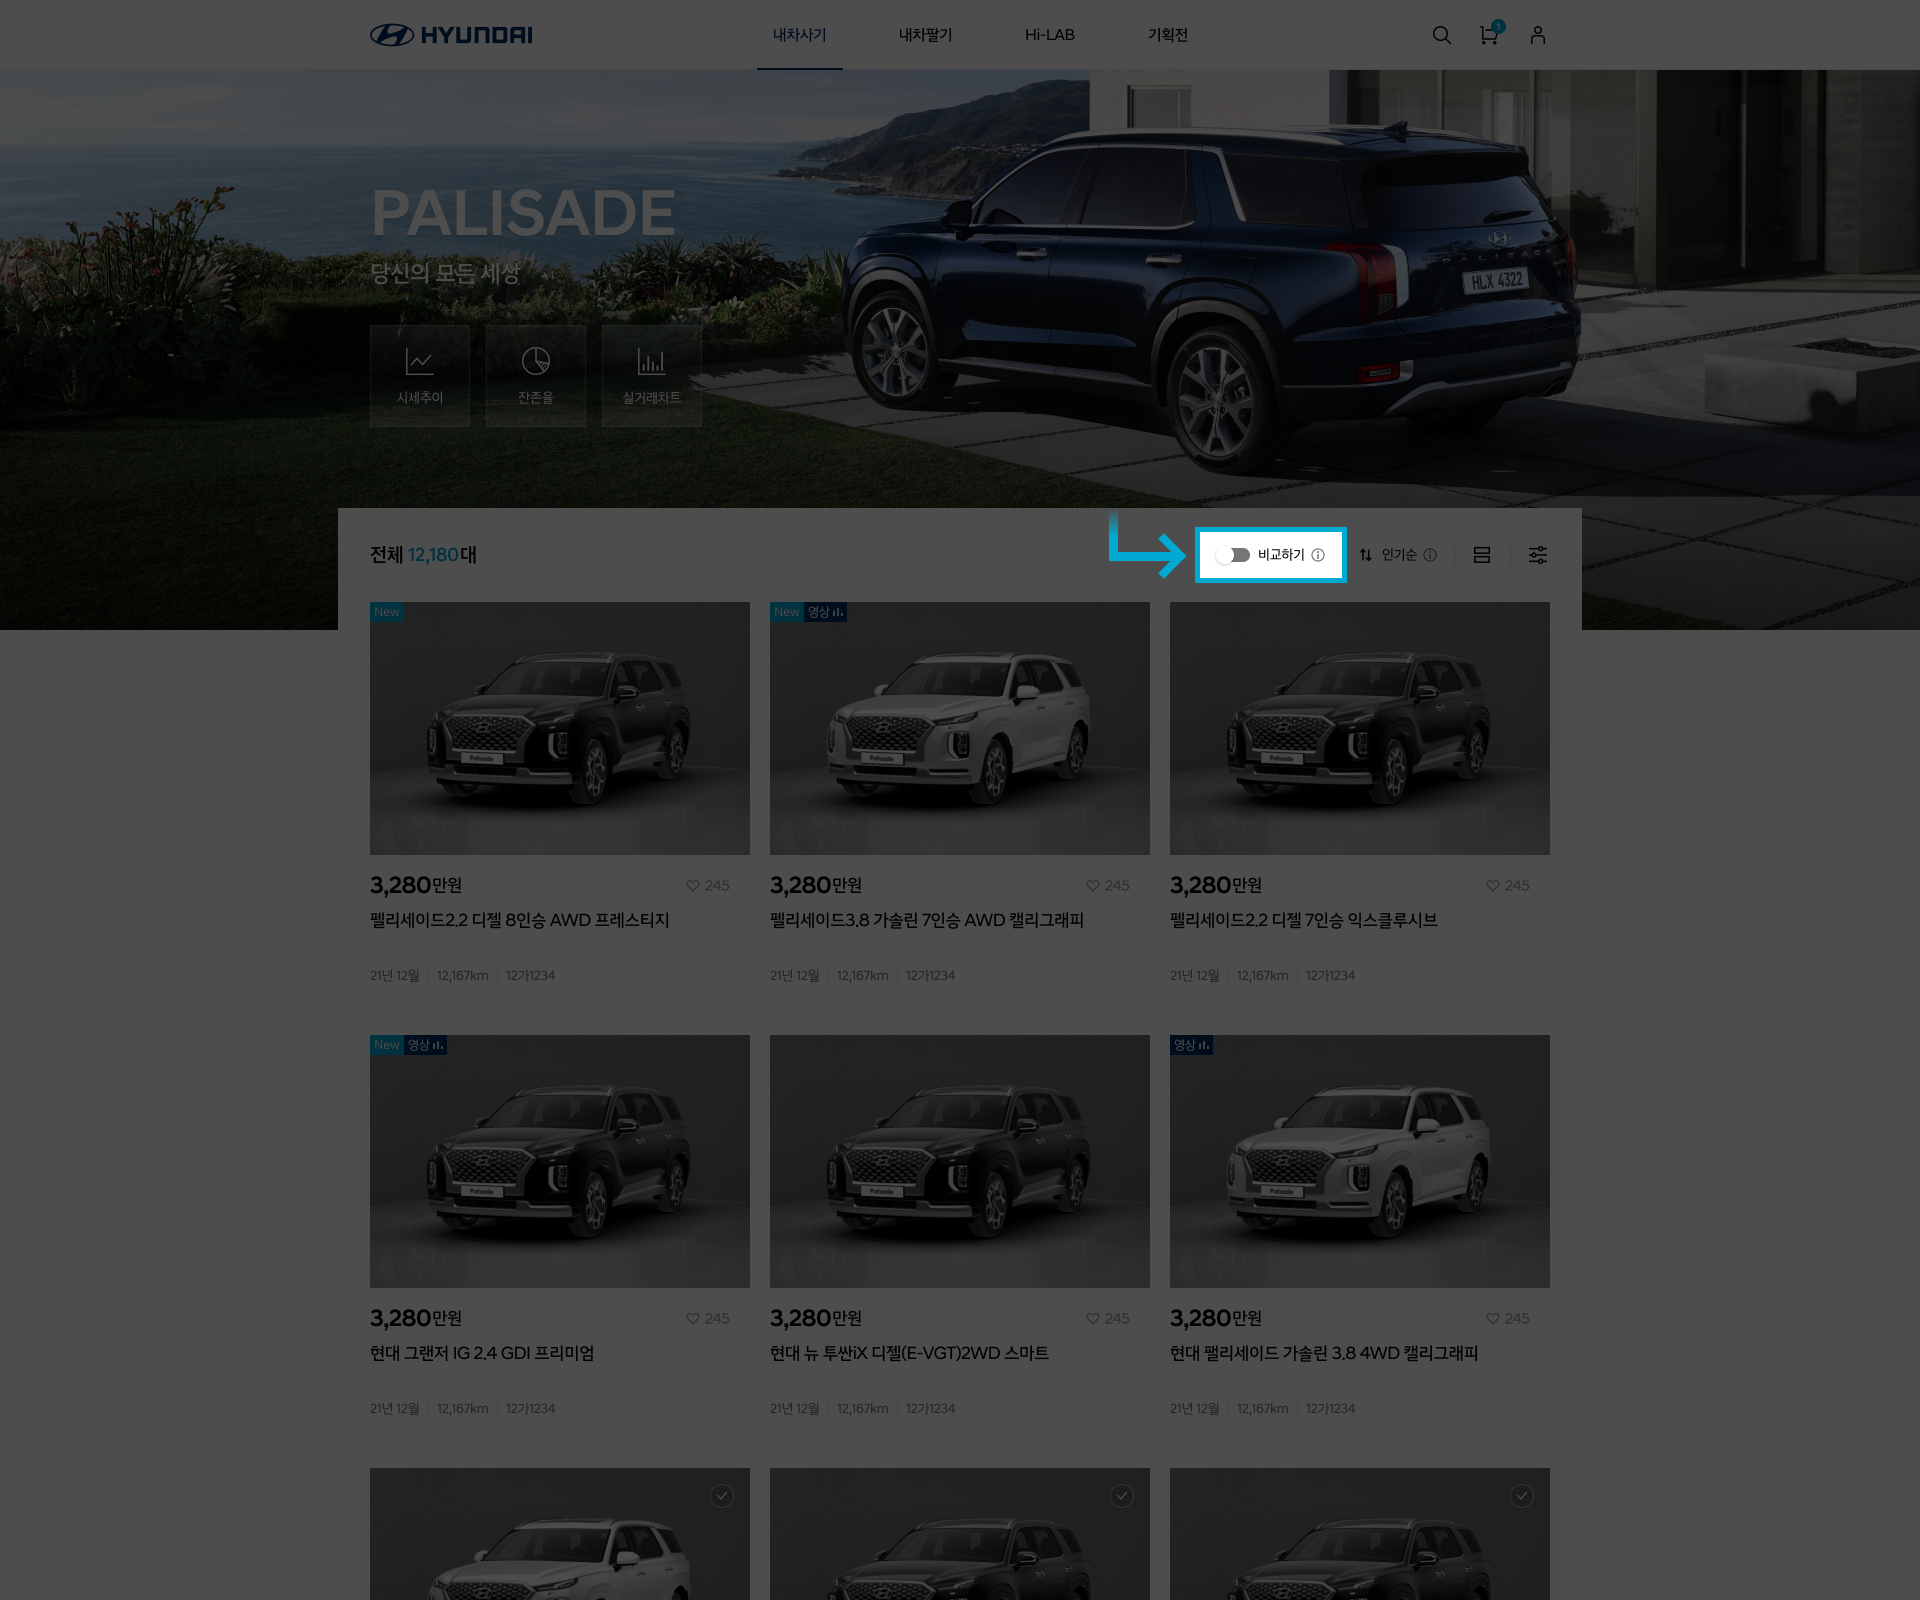 HYUNDAI
내차사기 내차팔기 Hi-LAB 기획전 1
PALISADE
당신의 모든 세상
PALISADE
HLX 4322
시세추이 잔존율 실거래차트
전체 12,180대 비교하기 인기순
New New 영상
Palisade Palisade Palisade
3,280만원 245 3,280만원 245 3,280만원 245
펠리세이드2.2 디젤 8인승 AWD 프레스티지 펠리세이드3.8 가솔린 7인승 AWD 캘리그래피 펠리세이드2.2 디젤 7인승 익스클루시브
21년 12월 12,167km 12가1234 21년 12월 12,167km 12가1234 21년 12월 12,167km 12가1234
New 영상 영상
Palisade Palisade Palisade
3,280만원 245 3,280만원 245 3,280만원 245
현대 그랜저 IG 2.4 GDI 프리미엄 현대 뉴 투싼iX 디젤(E-VGT)2WD 스마트 현대 팰리세이드 가솔린 3.8 4WD 캘리그래피
21년 12월 12,167km 12가1234 21년 12월 12,167km 12가1234 21년 12월 12,167km 12가1234